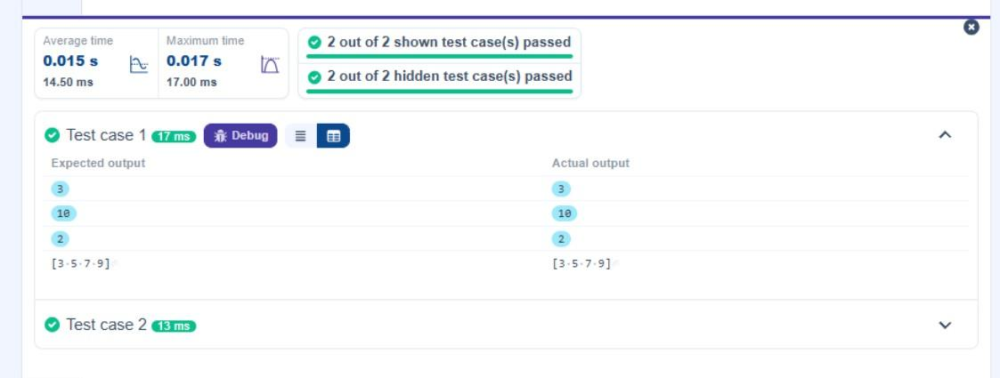 Average time
0.015 s
14.50 ms
Maximum time
0.017 s
17.00 ms
2 out of 2 shown test case(s) passed
2 out of 2 hidden test case(s) passed
Test case 1 17 ms Debug
Expected output Actual output
3 3
10 10
2 2
[3·5·7·9] [3·5·7·9]
Test case 2 13 ms